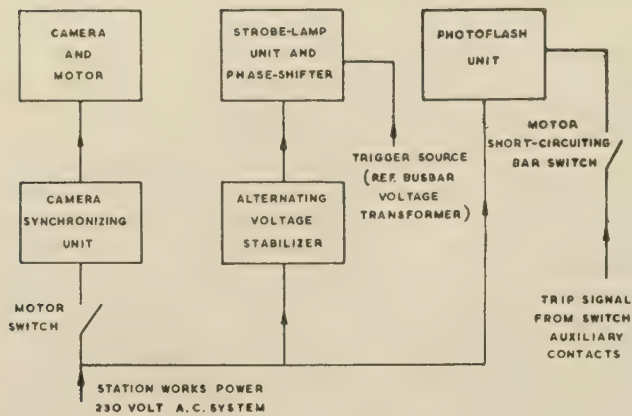 CAMERA
AND
MOTOR
STROBE-LAMP
UNIT AND
PHASE-SHIFTER
PHOTOFLASH
UNIT
MOTOR
SHORT-CIRCUITING
BAR SWITCH
TRIGGER SOURCE
(REF. BUSBAR
VOLTAGE
TRANSFORMER)
CAMERA
SYNCHRONIZING
UNIT
ALTERNATING
VOLTAGE
STABILIZER
MOTOR
SWITCH
TRIP SIGNAL
FROM SWITCH
AUXILIARY
CONTACTS
STATION WORKS POWER
230 VOLT A.C. SYSTEM